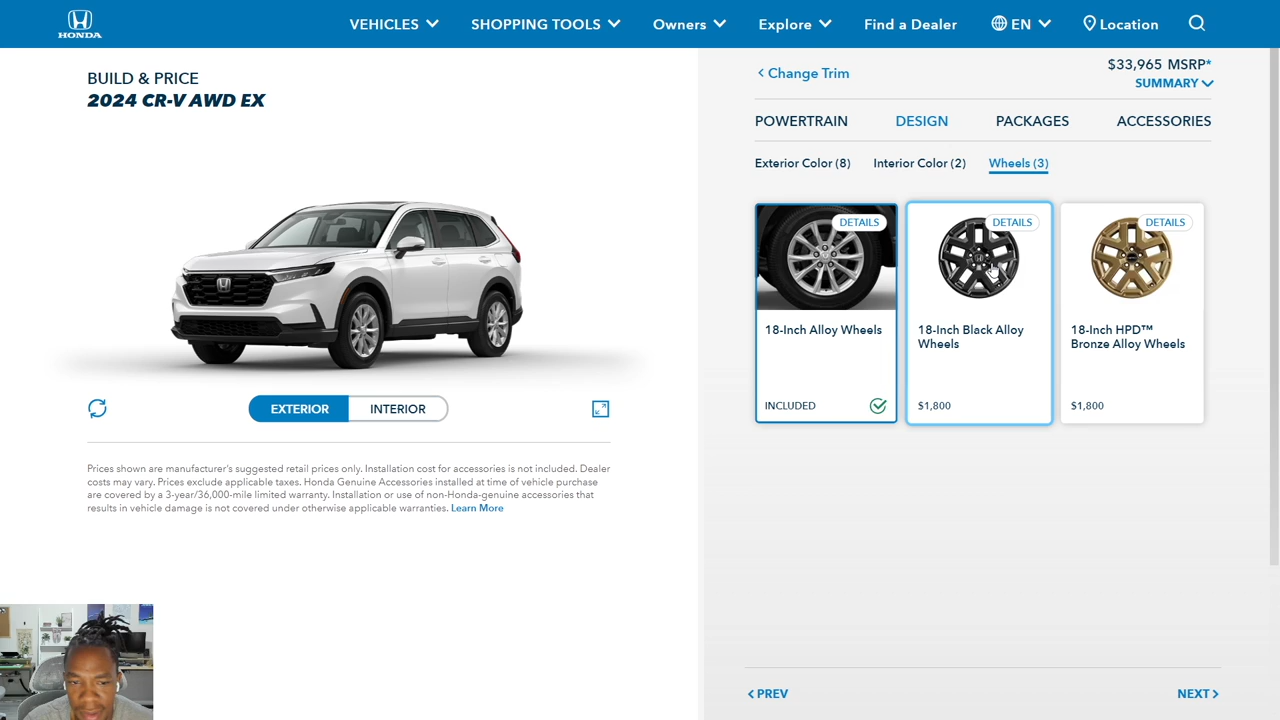 HONDA
VEHICLES
SHOPPING TOOLS
Owners
Explore
Find a Dealer
EN
Location
BUILD & PRICE
2024 CR-V AWD EX
EXTERIOR
INTERIOR
Prices shown are manufacturer's suggested retail prices only. Installation cost for accessories is not included. Dealer
costs may vary. Prices exclude applicable taxes. Honda Genuine Accessories installed at time of vehicle purchase
are covered by a 3-year/36,000-mile limited warranty. Installation or use of non-Honda-genuine accessories that
results in vehicle damage is not covered under otherwise applicable warranties. Learn More
Change Trim
$33,965 MSRP*
SUMMARY
POWERTRAIN
DESIGN
PACKAGES
ACCESSORIES
Exterior Color (8)
Interior Color (2)
Wheels (3)
DETAILS
18-Inch Alloy Wheels
INCLUDED
DETAILS
18-Inch Black Alloy
Wheels
$1,800
DETAILS
18-Inch HPD™
Bronze Alloy Wheels
$1,800
PREV
NEXT